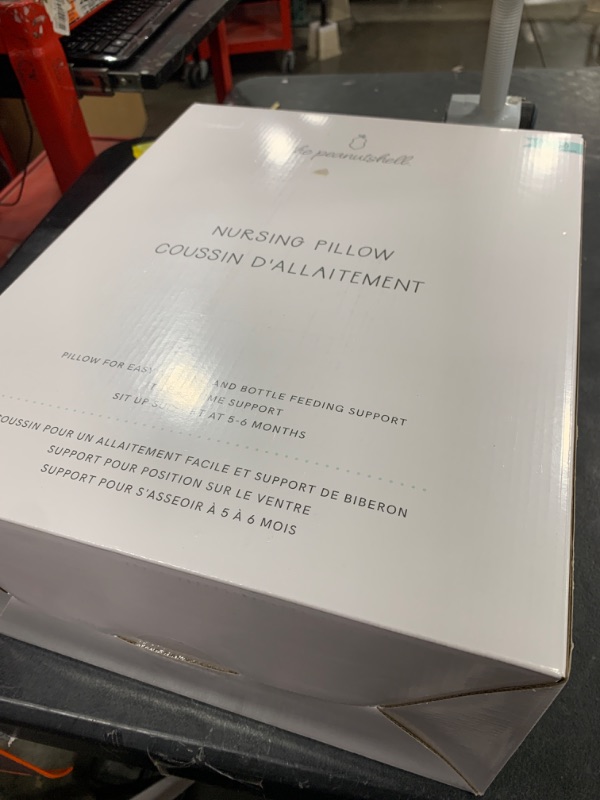 the peanutshell.
NURSING PILLOW
COUSSIN D'ALLAITEMENT
PILLOW FOR EASY AND BOTTLE FEEDING SUPPORT
ME SUPPORT
SIT UP AT 5-6 MONTHS
COUSSIN POUR UN ALLAITEMENT FACILE ET SUPPORT DE BIBERON
SUPPORT POUR POSITION SUR LE VENTRE
SUPPORT POUR S'ASSEOIR À 5 À 6 MOIS